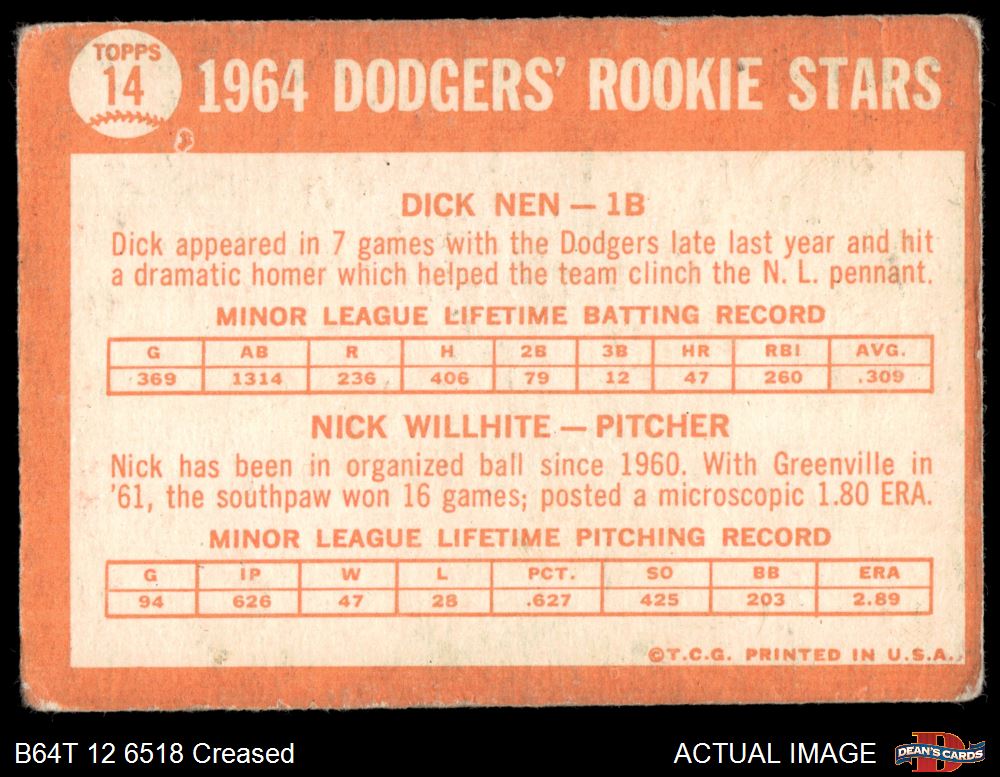 TOPPS
14
1964 DODGERS' ROOKIE STARS
DICK NEN — 1B
Dick appeared in 7 games with the Dodgers late last year and hit
a dramatic homer which helped the team clinch the N. L. pennant.
MINOR LEAGUE LIFETIME BATTING RECORD
G AB R H 2B 3B HR RBI AVG.
369 1314 236 406 79 12 47 260 .309
NICK WILLHITE — PITCHER
Nick has been in organized ball since 1960. With Greenville in
'61, the southpaw won 16 games; posted a microscopic 1.80 ERA.
MINOR LEAGUE LIFETIME PITCHING RECORD
G IP W L PCT. SO BB ERA
94 626 47 28 .627 425 203 2.89
©T.C.G. PRINTED IN U.S.A.
B64T 12 6518 Creased
ACTUAL IMAGE
DEAN'S CARDS